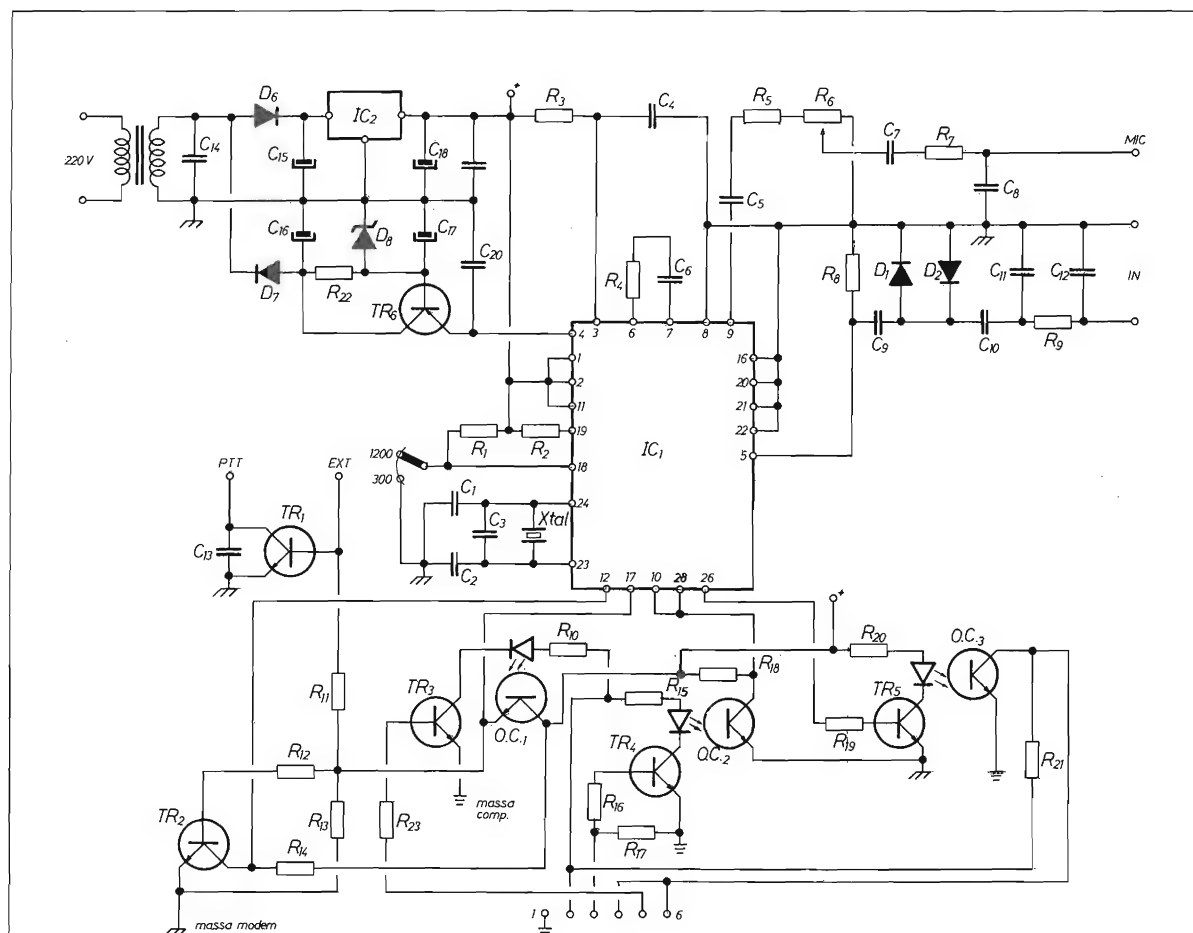 D6
IC2
+
R3
C4
R5
R6
C7
R7
MIC
220 V
C14
C15
C18
C5
C8
C16
D8
C17
C20
R4
C6
R8
D1
D2
C11
C12
IN
D7
R22
TR6
C9
C10
R9
4
3
6
7
8
9
1
2
11
19
18
24
23
16
20
21
22
5
IC1
R1
R2
1200
300
C1
C3
Xtal
C2
PTT
EXT
TR1
C13
12
17
10
28
26
+
R10
R20
O.C.3
TR3
O.C.1
R18
R15
TR5
R11
TR4
O.C.2
R19
R21
R12
massa
comp.
R16
TR2
R13
R23
R17
R14
1
6
massa modem